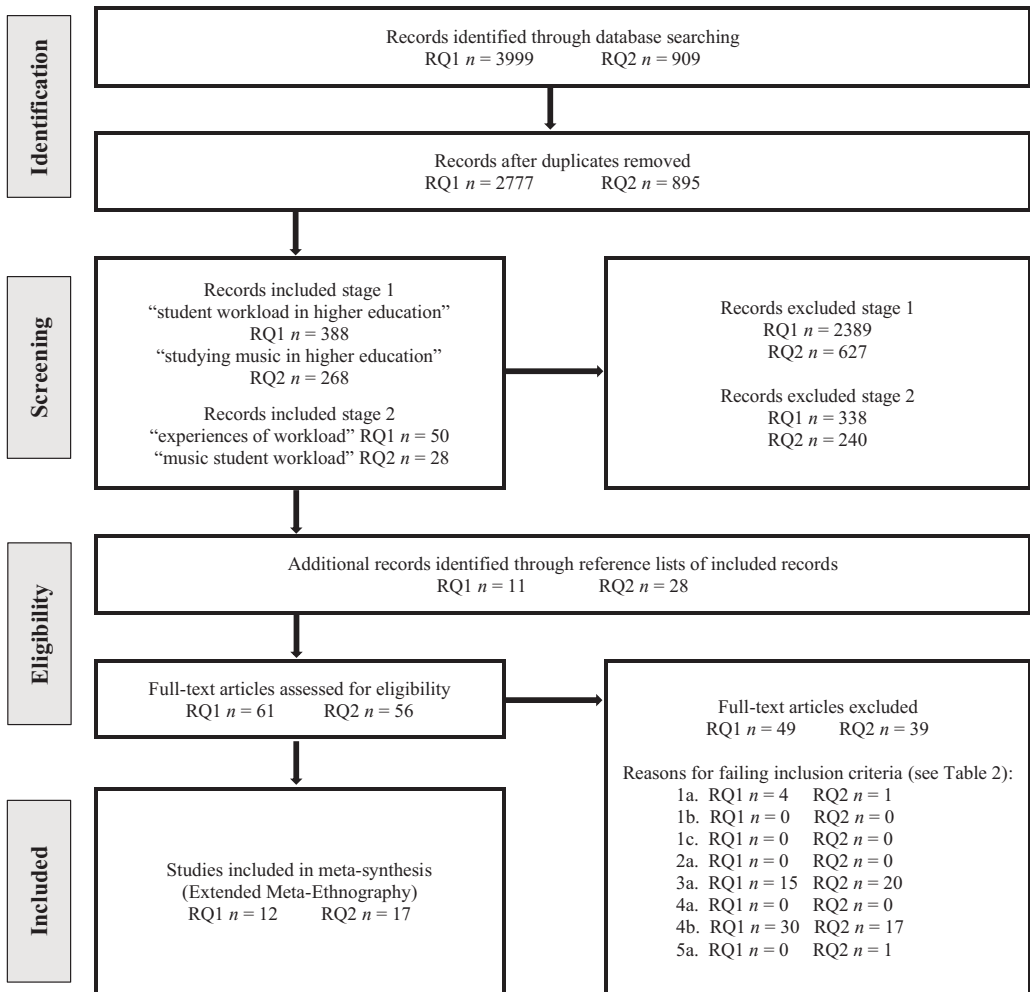 Identification
Records identified through database searching
RQ1 n = 3999 RQ2 n = 909
Records after duplicates removed
RQ1 n = 2777 RQ2 n = 895
Screening
Records included stage 1
“student workload in higher education”
RQ1 n = 388
“studying music in higher education”
RQ2 n = 268
Records included stage 2
“experiences of workload” RQ1 n = 50
“music student workload” RQ2 n = 28
Records excluded stage 1
RQ1 n = 2389
RQ2 n = 627
Records excluded stage 2
RQ1 n = 338
RQ2 n = 240
Eligibility
Additional records identified through reference lists of included records
RQ1 n = 11 RQ2 n = 28
Full-text articles assessed for eligibility
RQ1 n = 61 RQ2 n = 56
Full-text articles excluded
RQ1 n = 49 RQ2 n = 39
Reasons for failing inclusion criteria (see Table 2):
1a. RQ1 n = 4 RQ2 n = 1
1b. RQ1 n = 0 RQ2 n = 0
1c. RQ1 n = 0 RQ2 n = 0
2a. RQ1 n = 0 RQ2 n = 0
3a. RQ1 n = 15 RQ2 n = 20
4a. RQ1 n = 0 RQ2 n = 0
4b. RQ1 n = 30 RQ2 n = 17
5a. RQ1 n = 0 RQ2 n = 1
Included
Studies included in meta-synthesis
(Extended Meta-Ethnography)
RQ1 n = 12 RQ2 n = 17